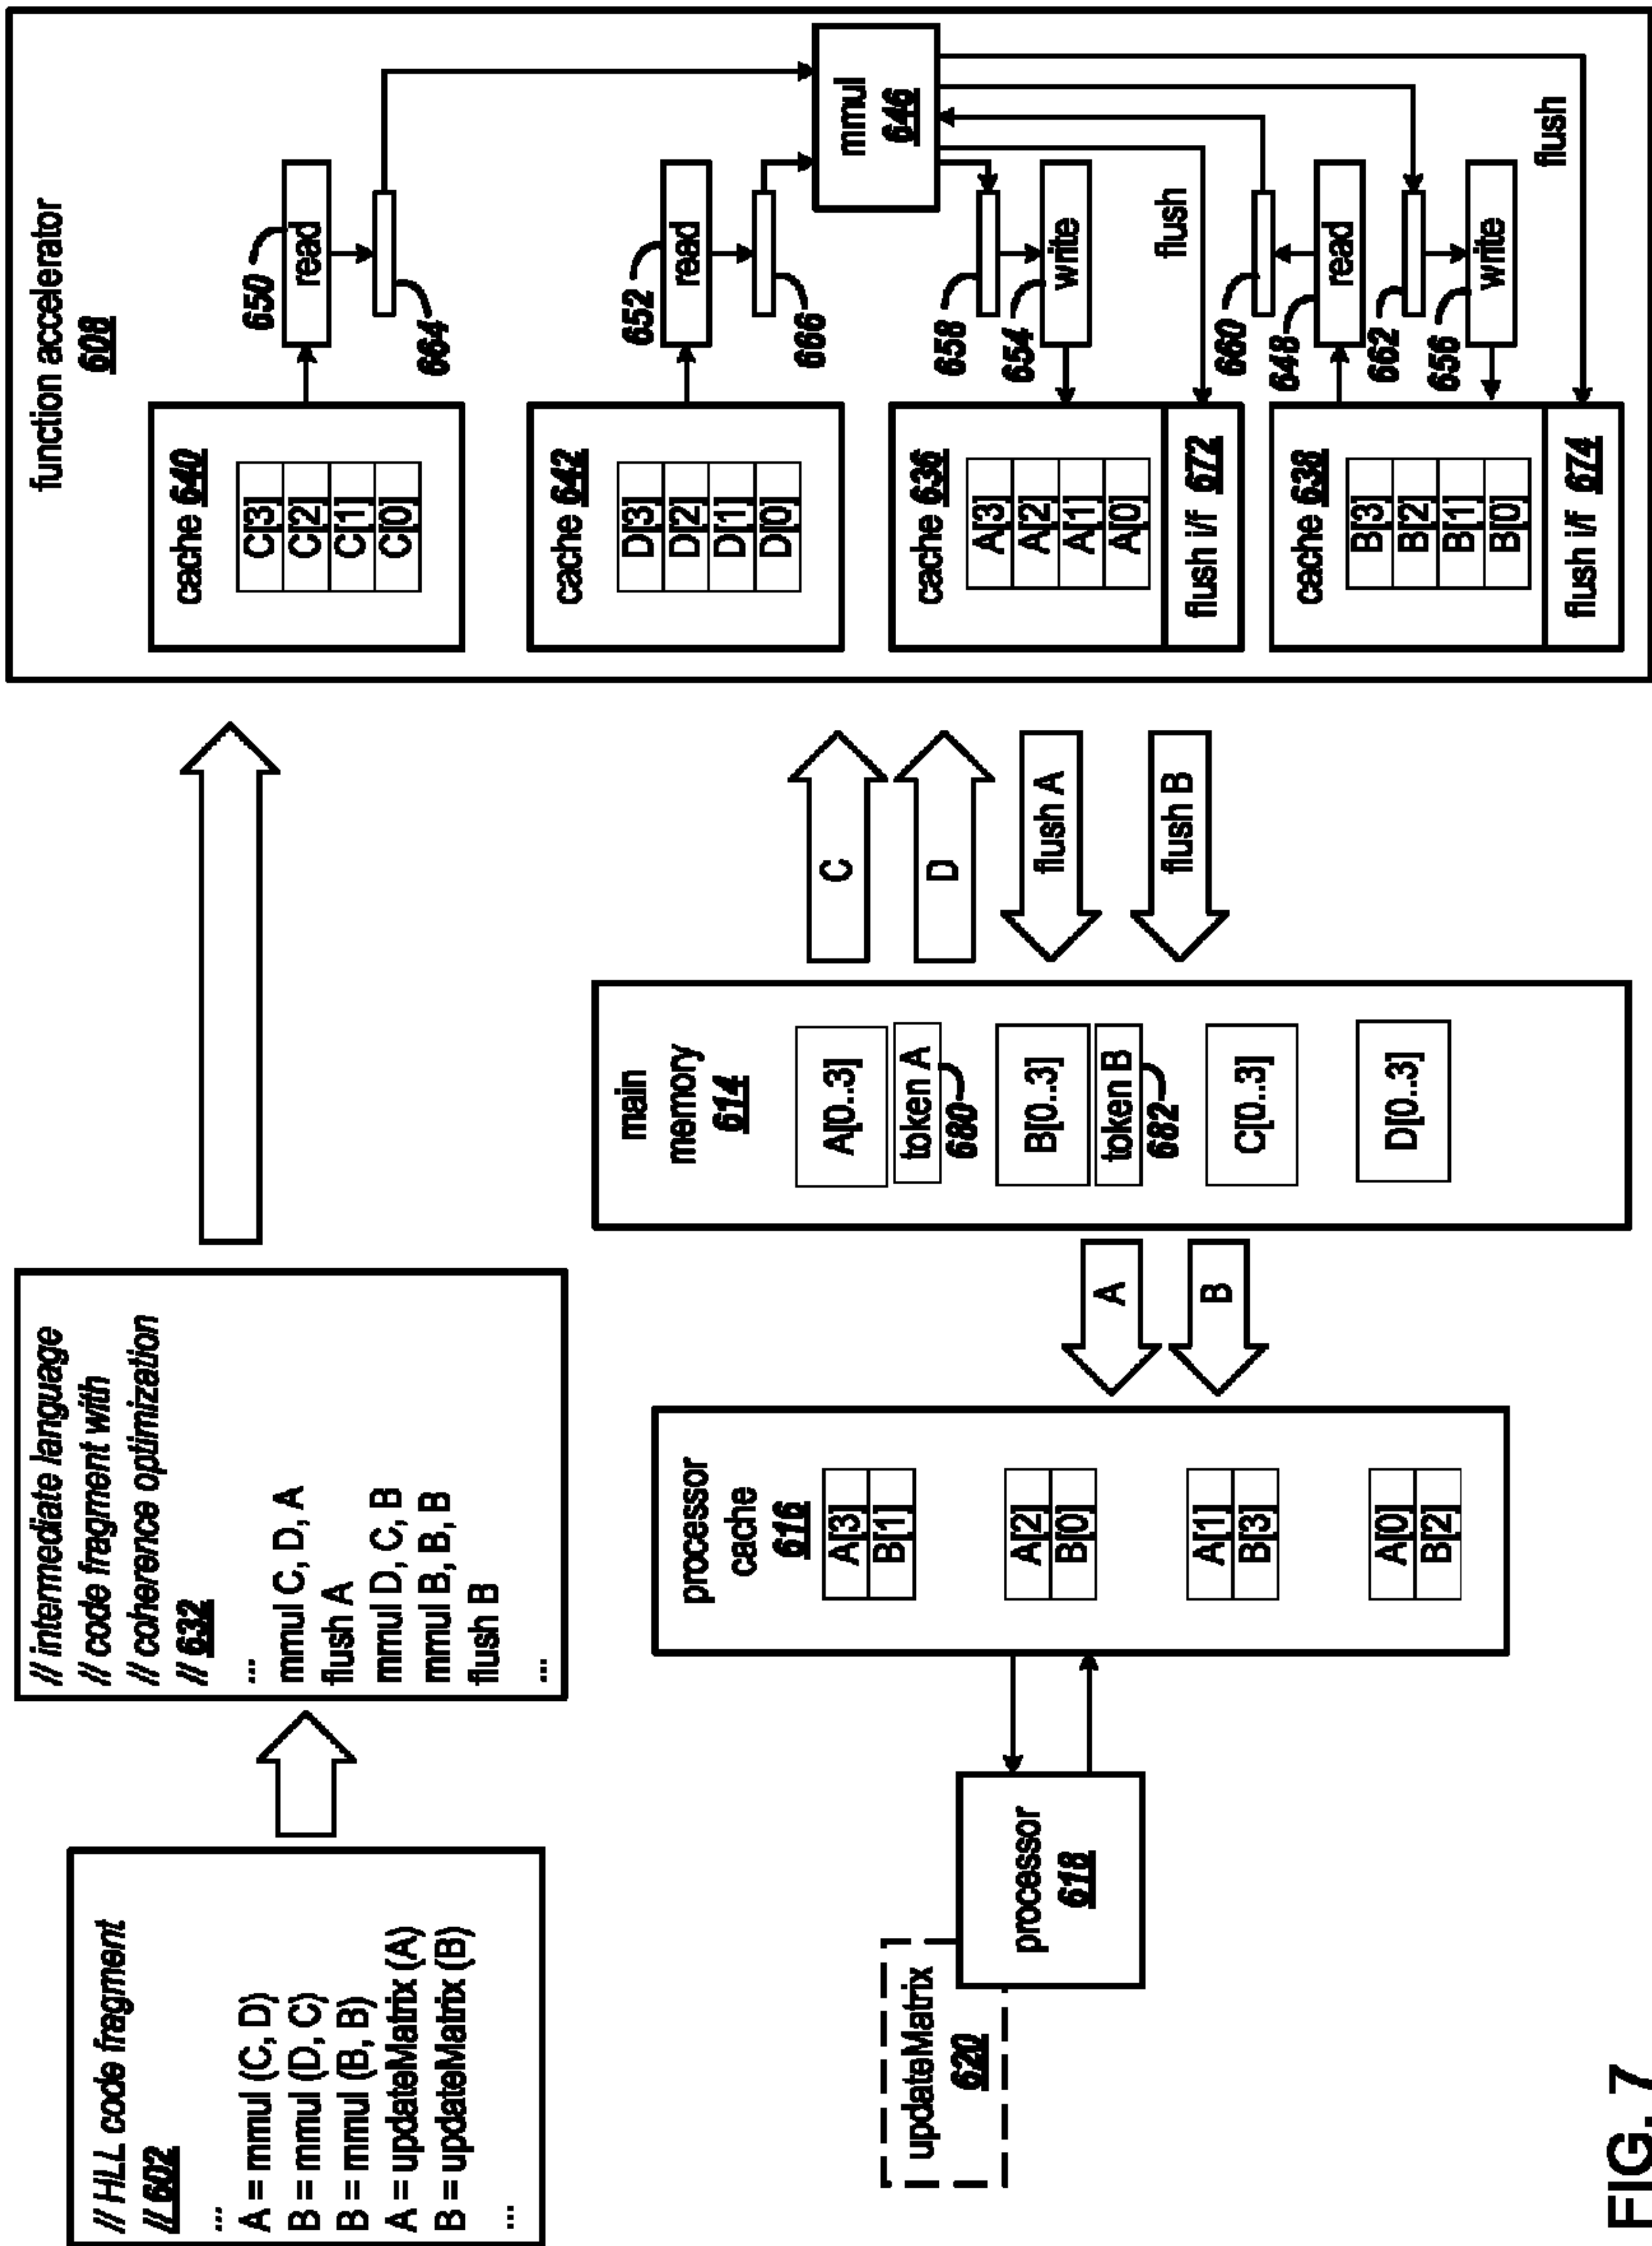 // HLL code fragment
// 602
...
A = mmul (C, D)
B = mmul (D, C)
B = mmul (B, B)
A = updateMatrix (A)
B = updateMatrix (B)
...
// intermediate language
// code fragment with
// coherence optimization
// 632
...
mmul C, D, A
flush A
mmul D, C, B
mmul B, B, B
flush B
...
updateMatrix
620
processor
618
processor
cache
616
A[3]
B[1]
A[2]
B[0]
A[1]
B[3]
A[0]
B[2]
A
B
main
memory
614
A[0..3]
token A
680
B[0..3]
token B
682
C[0..3]
D[0..3]
C
D
flush A
flush B
function accelerator
608
cache 640
C[3]
C[2]
C[1]
C[0]
650
read
664
cache 642
D[3]
D[2]
D[1]
D[0]
652
read
666
mmul
646
cache 636
A[3]
A[2]
A[1]
A[0]
flush i/f 672
658
654
write
flush
cache 638
B[3]
B[2]
B[1]
B[0]
flush i/f 674
660
648
read
662
656
write
flush
FIG. 7